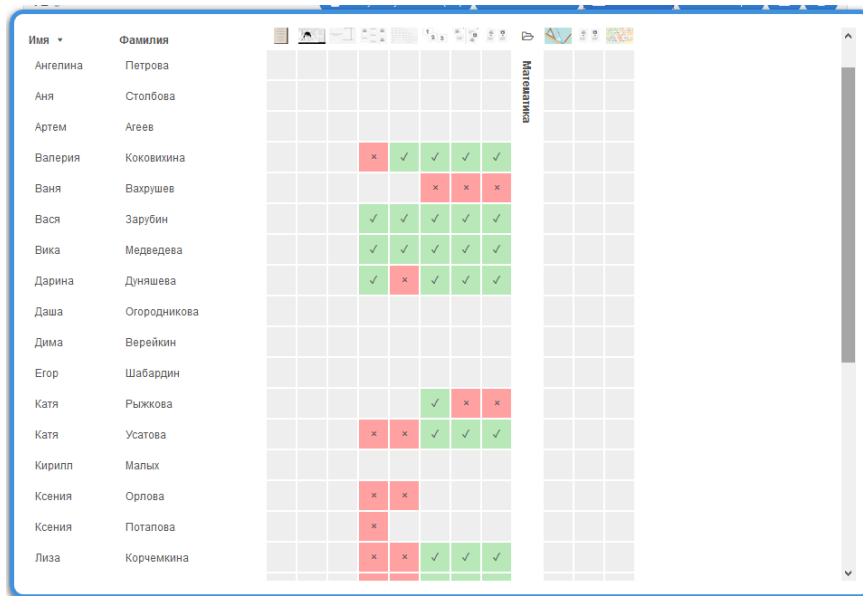 Имя Фамилия
Ангелина Петрова
Аня Столбова
Артем Агеев
Валерия Коковихина
Ваня Вахрушев
Вася Зарубин
Вика Медведева
Дарина Дуняшева
Даша Огородникова
Дима Верейкин
Егор Шабардин
Катя Рыжкова
Катя Усатова
Кирилл Малых
Ксения Орлова
Ксения Потапова
Лиза Корчемкина
Математика